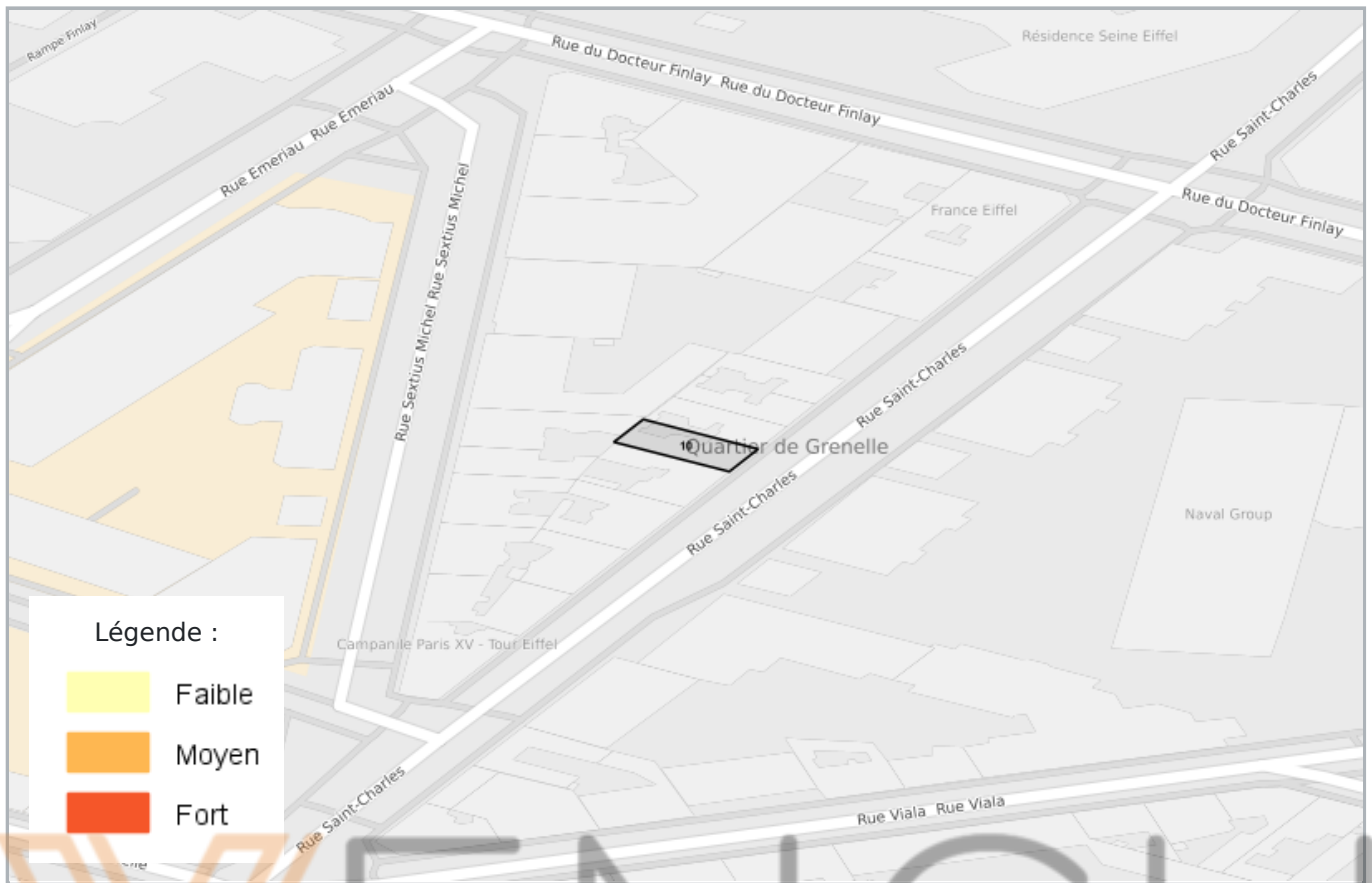 Rampe Finlay
Rue du Docteur Finlay Rue du Docteur Finlay
Résidence Seine Eiffel
Rue Saint-Charles
Rue Emeriau Rue Emeriau
Rue Sextius Michel Rue Sextius Michel
France Eiffel
Rue du Docteur Finlay
Rue Saint-Charles
10
Quartier de Grenelle
Rue Saint-Charles
Naval Group
Campanile Paris XV - Tour Eiffel
Légende :
Faible
Moyen
Fort
Rue Saint-Charles
Rue Viala Rue Viala